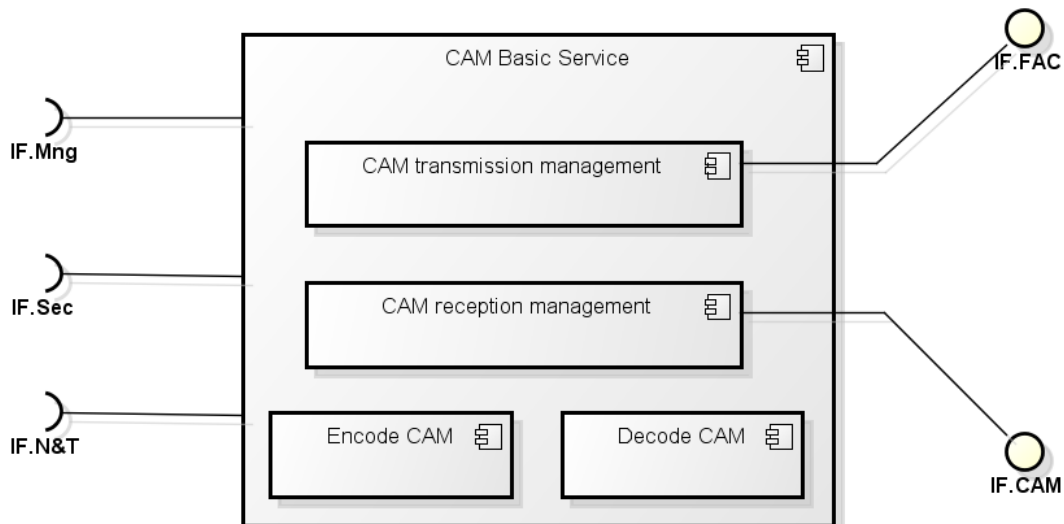 CAM Basic Service
IF.FAC
IF.Mng
CAM transmission management
IF.Sec
CAM reception management
IF.N&T
Encode CAM
Decode CAM
IF.CAM